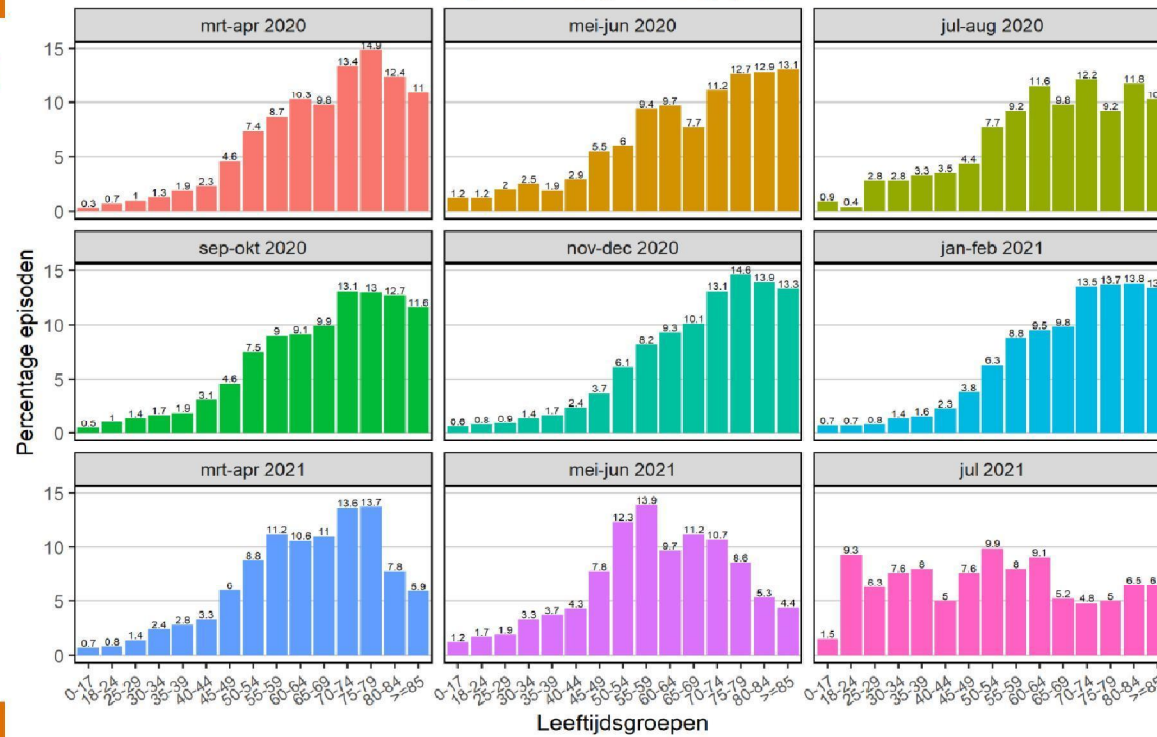 mrt-apr 2020
mei-jun 2020
jul-aug 2020
15
10
5
0
0.3 0.7 1 1.3 1.9 2.3 4.6 7.4 8.7 10.3 9.8 13.4 14.9 12.4 11
1.2 1.2 2 2.5 1.9 2.9 5.5 6 9.4 9.7 7.7 11.2 12.7 12.9 13.1
0.9 0.4 2.8 2.8 3.3 3.5 4.4 7.7 9.2 11.6 9.8 12.2 9.2 11.8
Percentage episoden
sep-okt 2020
nov-dec 2020
jan-feb 2021
15
10
5
0
0.5 1 1.4 1.7 1.9 3.1 4.6 7.5 9 9.1 9.9 13.1 13 12.7 11.6
0.6 0.8 0.9 1.4 1.7 2.4 3.7 6.1 8.2 9.3 10.1 13.1 14.6 13.9 13.3
0.7 0.7 0.8 1.4 1.6 2.3 3.8 6.3 8.8 9.5 9.8 13.5 13.7 13.8
mrt-apr 2021
mei-jun 2021
jul 2021
15
10
5
0
0.7 0.8 1.4 2.4 2.8 3.3 6 8.8 11.2 10.6 11 13.6 13.7 7.8 5.9
1.2 1.7 1.9 3.3 3.7 4.3 7.8 12.3 13.9 9.7 11.2 10.7 8.6 5.3 4.4
1.5 9.3 6.3 7.6 8 5 7.6 9.9 8 9.1 5.2 4.8 5 6.5
0-17 18-24 25-29 30-34 35-39 40-44 45-49 50-54 55-59 60-64 65-69 70-74 75-79 80-84 >=85
0-17 18-24 25-29 30-34 35-39 40-44 45-49 50-54 55-59 60-64 65-69 70-74 75-79 80-84 >=85
0-17 18-24 25-29 30-34 35-39 40-44 45-49 50-54 55-59 60-64 65-69 70-74 75-79 80-84 >=85
Leeftijdsgroepen